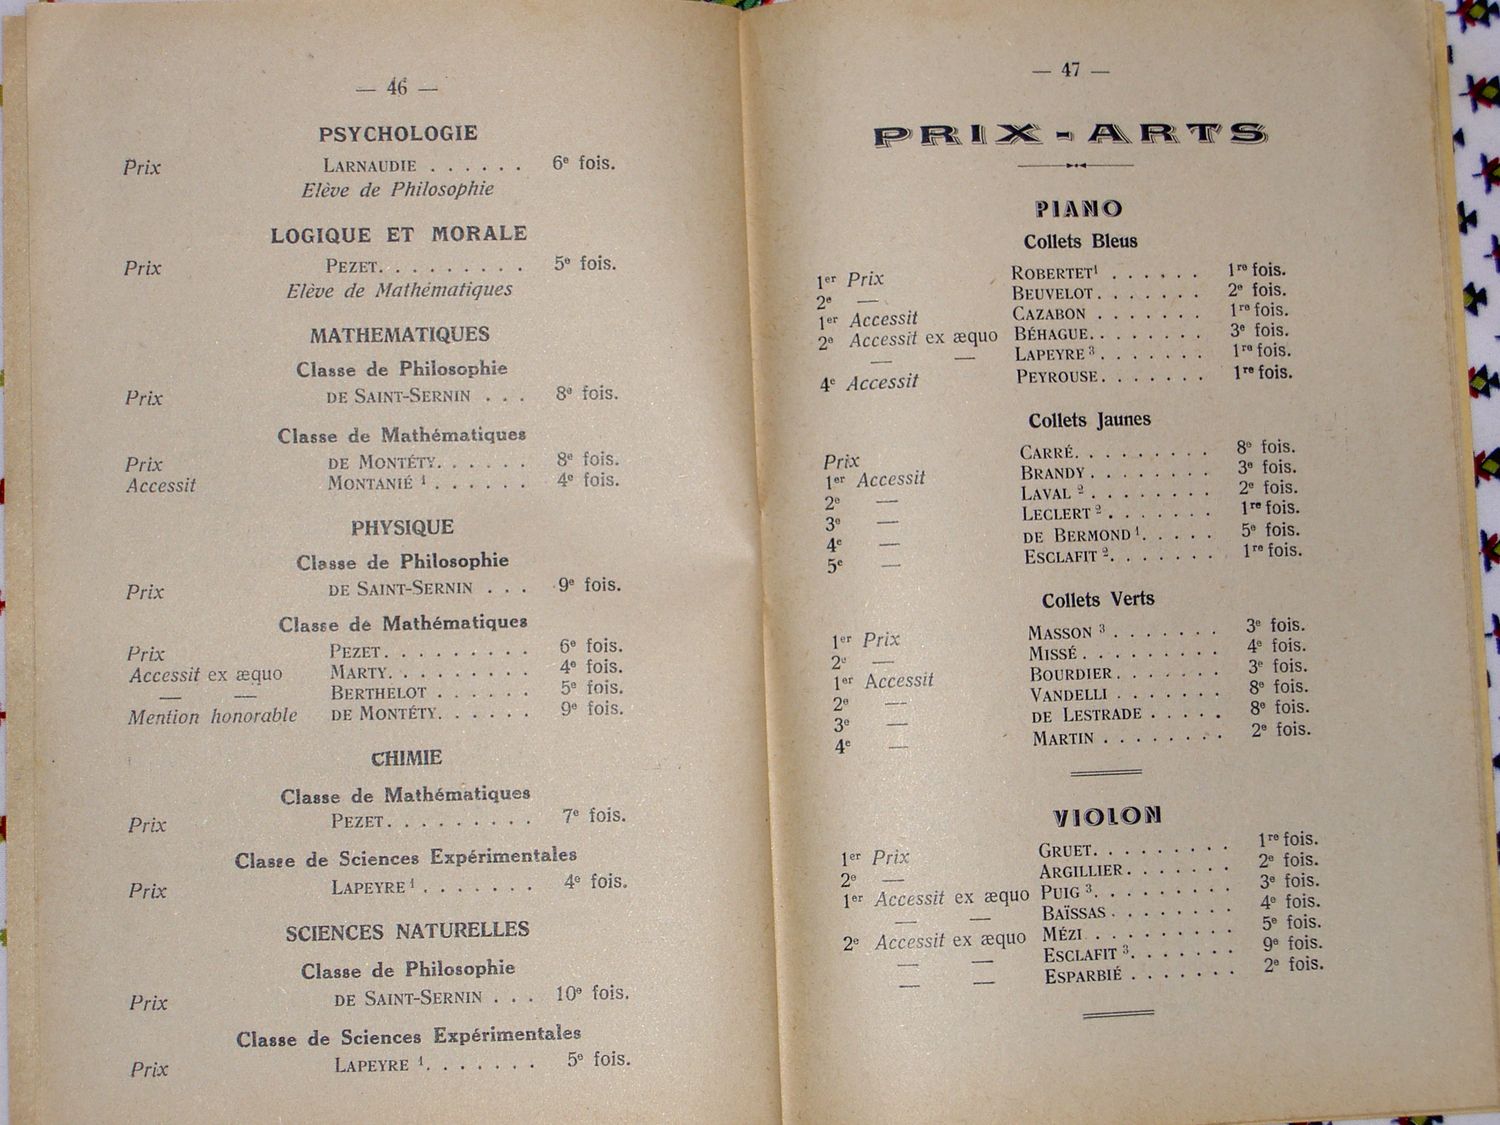 — 46 —
PSYCHOLOGIE
Prix LARNAUDIE . . . . . . 6e fois.
Elève de Philosophie
LOGIQUE ET MORALE
Prix PEZET. . . . . . . . . 5e fois.
Elève de Mathématiques
MATHEMATIQUES
Classe de Philosophie
Prix DE SAINT-SERNIN . . . 8e fois.
Classe de Mathématiques
Prix DE MONTÉTY. . . . . . 8e fois.
Accessit MONTANIÉ 1 . . . . . . 4e fois.
PHYSIQUE
Classe de Philosophie
Prix DE SAINT-SERNIN . . . 9e fois.
Classe de Mathématiques
Prix PEZET. . . . . . . . . 6e fois.
Accessit ex æquo MARTY. . . . . . . . . 4e fois.
— — BERTHELOT . . . . . . 5e fois.
Mention honorable DE MONTÉTY. . . . . . 9e fois.
CHIMIE
Classe de Mathématiques
Prix PEZET. . . . . . . . . 7e fois.
Classe de Sciences Expérimentales
Prix LAPEYRE 1 . . . . . . . 4e fois.
SCIENCES NATURELLES
Classe de Philosophie
Prix DE SAINT-SERNIN . . . 10e fois.
Classe de Sciences Expérimentales
Prix LAPEYRE 1. . . . . . . 5e fois.
— 47 —
PRIX-ARTS
PIANO
Collets Bleus
1er Prix ROBERTET1 . . . . . . 1re fois.
2e — BEUVELOT. . . . . . . 2e fois.
1er Accessit CAZABON . . . . . . . 1re fois.
2e Accessit ex æquo BÉHAGUE. . . . . . . 3e fois.
— — LAPEYRE 3 . . . . . . . 1re fois.
4e Accessit PEYROUSE. . . . . . . 1re fois.
Collets Jaunes
Prix CARRÉ. . . . . . . . . 8e fois.
1er Accessit BRANDY . . . . . . . . 3e fois.
2e — LAVAL 2 . . . . . . . . 2e fois.
3e — LECLERT 2 . . . . . . . 1re fois.
4e — DE BERMOND 1. . . . . 5e fois.
5e — ESCLAFIT 2. . . . . . . 1re fois.
Collets Verts
1er Prix MASSON 3 . . . . . . . 3e fois.
2e — MISSÉ . . . . . . . . . 4e fois.
1er Accessit BOURDIER. . . . . . . 3e fois.
2e — VANDELLI . . . . . . . 8e fois.
3e — DE LESTRADE . . . . . 8e fois.
4e — MARTIN . . . . . . . . 2e fois.
VIOLON
1er Prix GRUET. . . . . . . . . 1re fois.
2e — ARGILLIER. . . . . . . 2e fois.
1er Accessit ex æquo PUIG 3. . . . . . . . . 3e fois.
— — BAÏSSAS . . . . . . . . 4e fois.
2e Accessit ex æquo MÉZI . . . . . . . . . 5e fois.
— — ESCLAFIT 3. . . . . . . 9e fois.
— — ESPARBIÉ . . . . . . . 2e fois.